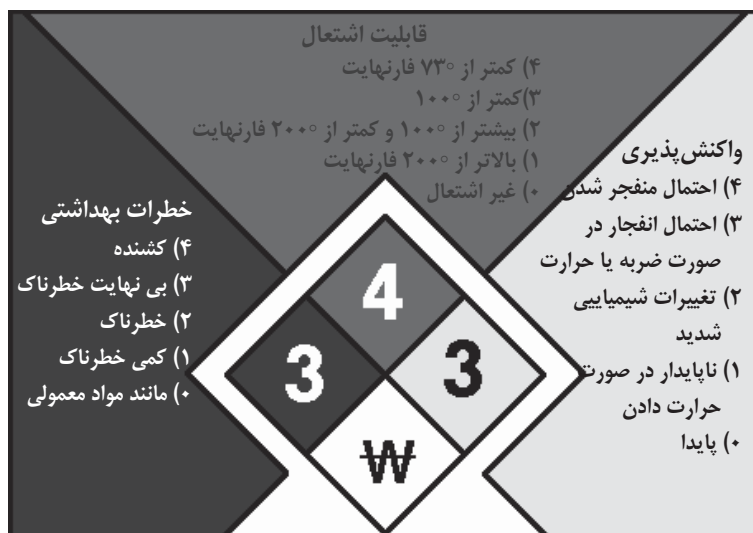 قابلیت اشتعال
۴) کمتر از ۷۳° فارنهایت
۳)کمتر از ۱۰۰°
۲) بیشتر از ۱۰۰° و کمتر از ۲۰۰° فارنهایت
۱) بالاتر از ۲۰۰° فارنهایت
۰) غیر اشتعال
واکنش‌پذیری
۴) احتمال منفجر شدن
۳) احتمال انفجار در
صورت ضربه یا حرارت
۲) تغییرات شیمیایی
شدید
۱) ناپایدار در صورت
حرارت دادن
۰) پایدا
خطرات بهداشتی
۴) کشنده
۳) بی نهایت خطرناک
۲) خطرناک
۱) کمی خطرناک
۰) مانند مواد معمولی
4
3
3
W